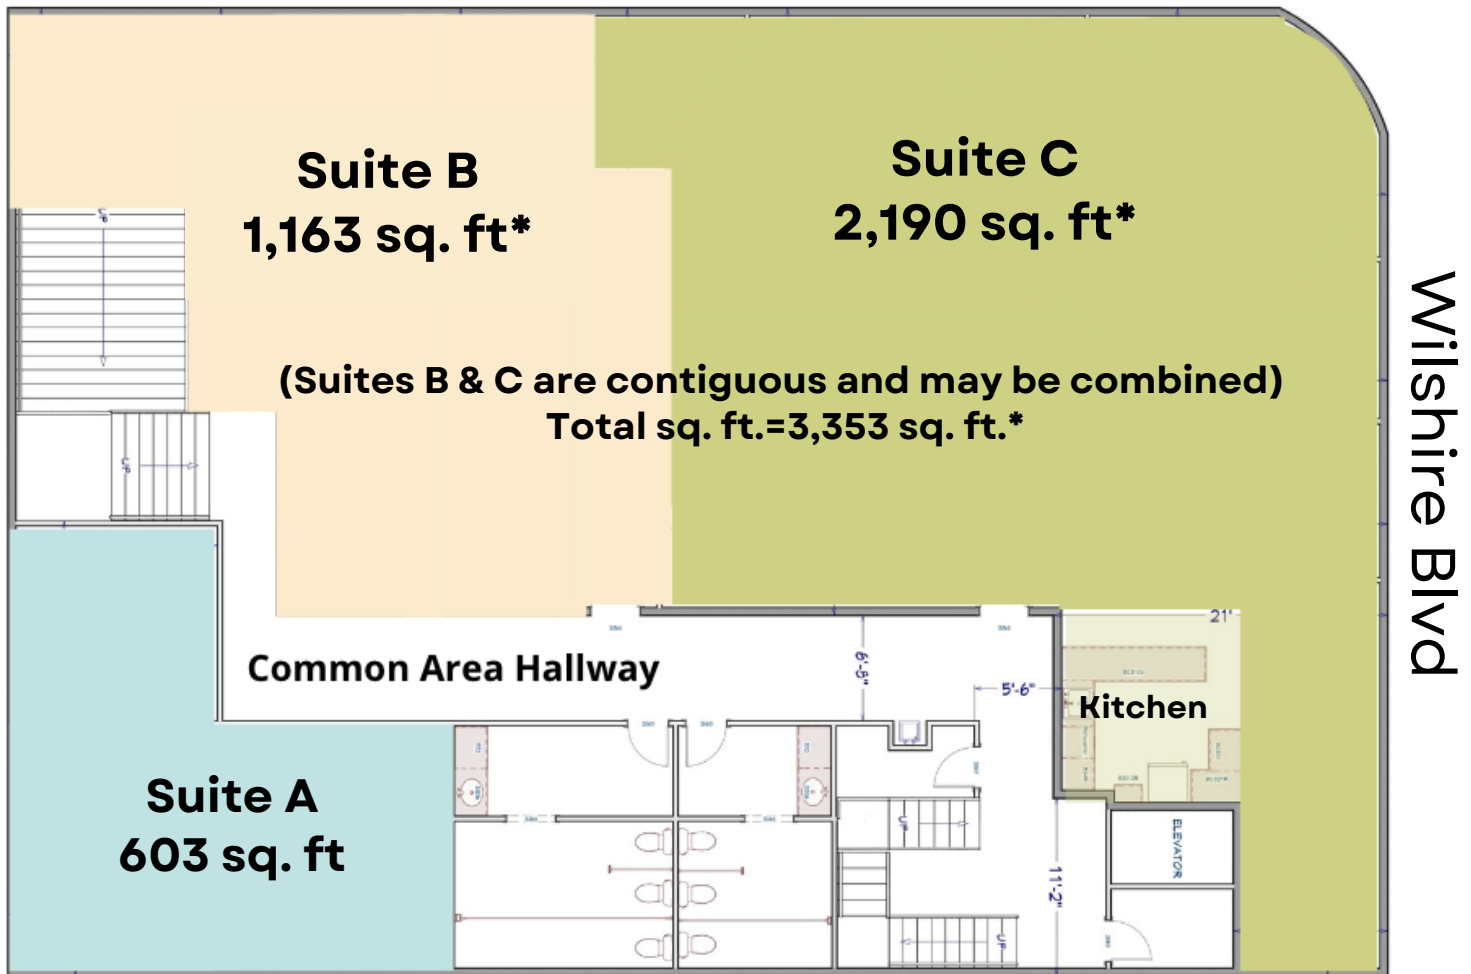 Suite B
1,163 sq. ft*
Suite C
2,190 sq. ft*
(Suites B & C are contiguous and may be combined)
Total sq. ft.=3,353 sq. ft.*
Wilshire Blvd
UP
UP
Common Area Hallway
6'-8"
5'-6"
21'
Kitchen
Suite A
603 sq. ft
UP
11'-2"
ELEVATOR
UP